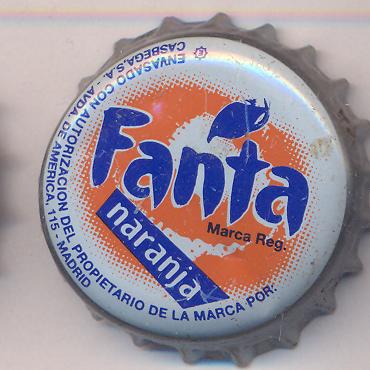 Fanta
Marca Reg.
naranja
ENVASADO CON AUTORIZACION DEL PROPIETARIO DE LA MARCA POR:
CASBEGA, S.A. - AVDA. DE AMERICA, 115 - MADRID